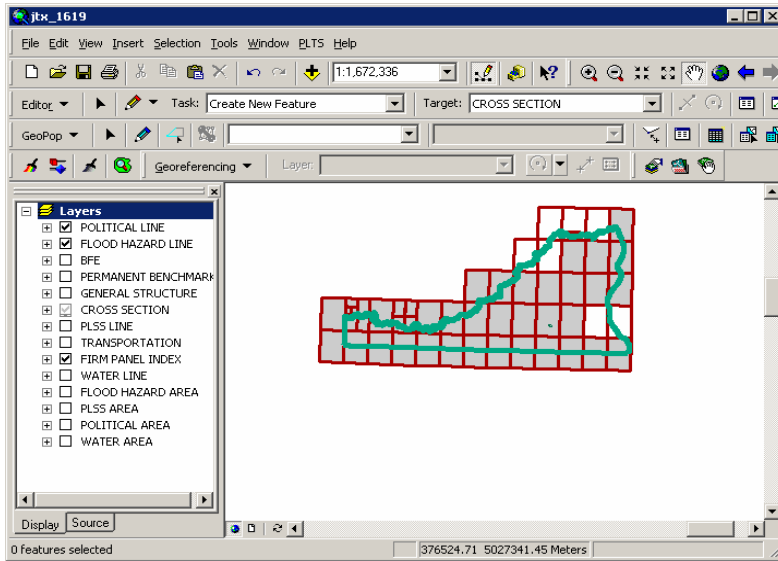 jtx_1619
File Edit View Insert Selection Tools Window PLTS Help
1:1,672,336
Editor Task: Create New Feature Target: CROSS SECTION
GeoPop
Georeferencing Layer:
Layers
POLITICAL LINE
FLOOD HAZARD LINE
BFE
PERMANENT BENCHMARK
GENERAL STRUCTURE
CROSS SECTION
PLSS LINE
TRANSPORTATION
FIRM PANEL INDEX
WATER LINE
FLOOD HAZARD AREA
PLSS AREA
POLITICAL AREA
WATER AREA
Display Source
0 features selected 376524.71 5027341.45 Meters